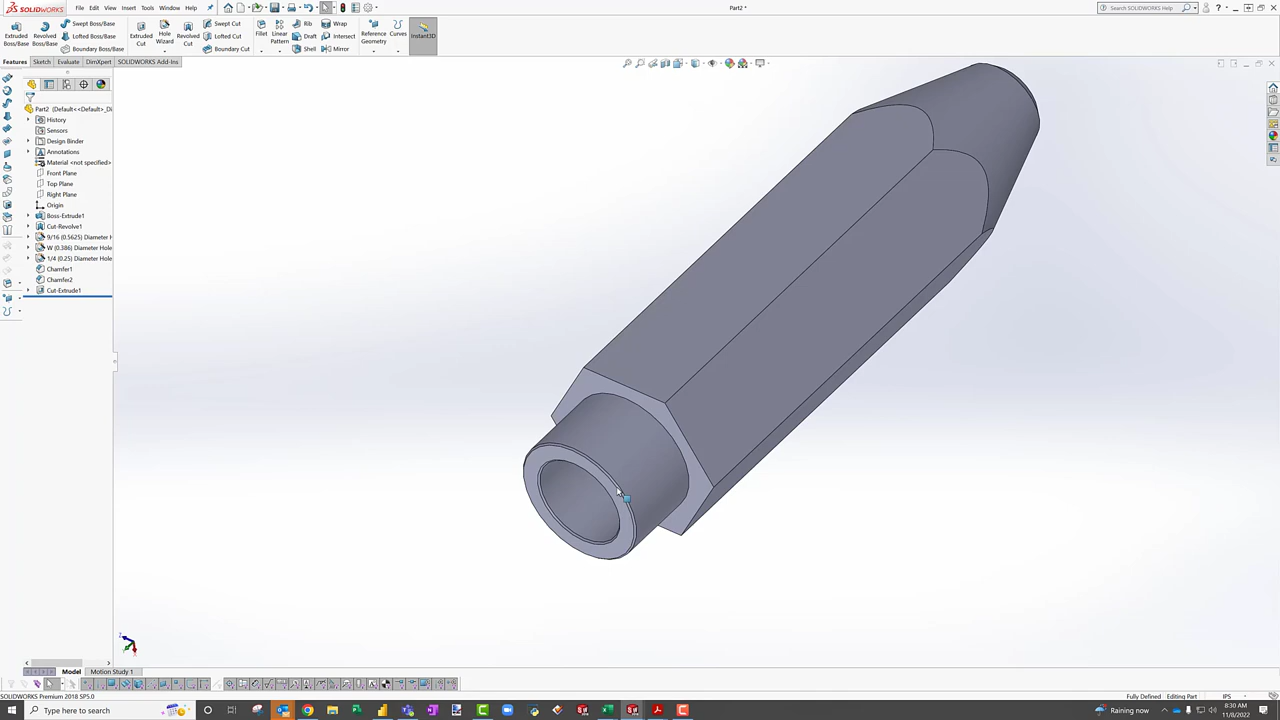 SOLIDWORKS File Edit View Insert Tools Window Help Part2 * Search SOLIDWORKS Help
Extruded Boss/Base
Revolved Boss/Base
Swept Boss/Base
Lofted Boss/Base
Boundary Boss/Base
Extruded Cut
Hole Wizard
Revolved Cut
Swept Cut
Lofted Cut
Boundary Cut
Fillet
Linear Pattern
Rib
Draft
Shell
Wrap
Intersect
Mirror
Reference Geometry
Curves
Instant3D
Features Sketch Evaluate DimXpert SOLIDWORKS Add-Ins
Part2 (Default<<Default>_Di
History
Sensors
Design Binder
Annotations
Material <not specified>
Front Plane
Top Plane
Right Plane
Origin
Boss-Extrude1
Cut-Revolve1
9/16 (0.5625) Diameter H
W (0.386) Diameter Hole
1/4 (0.25) Diameter Hole
Chamfer1
Chamfer2
Cut-Extrude1
Model Motion Study 1
SOLIDWORKS Premium 2018 SP5.0 Fully Defined Editing Part IPS
Type here to search Raining now 8:30 AM
11/8/2022